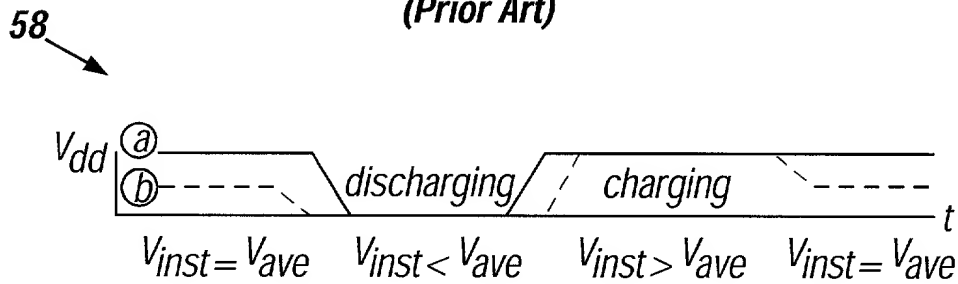 (Prior Art)
58
Vdd
a
b
discharging
charging
t
Vinst = Vave
Vinst < Vave
Vinst > Vave
Vinst = Vave